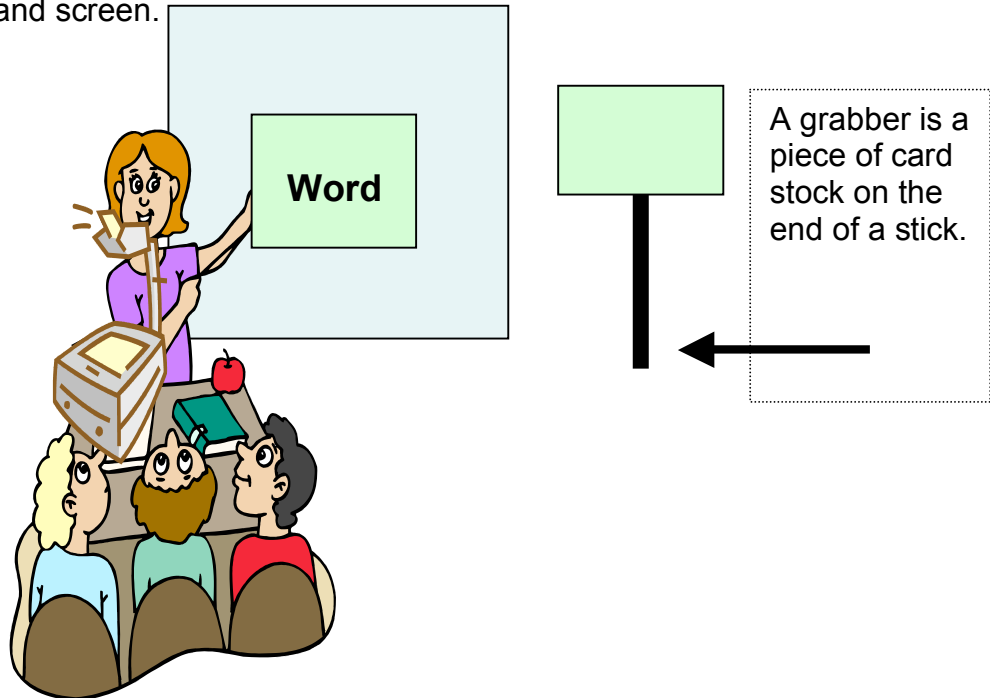 and screen.
Word
A grabber is a
piece of card
stock on the
end of a stick.